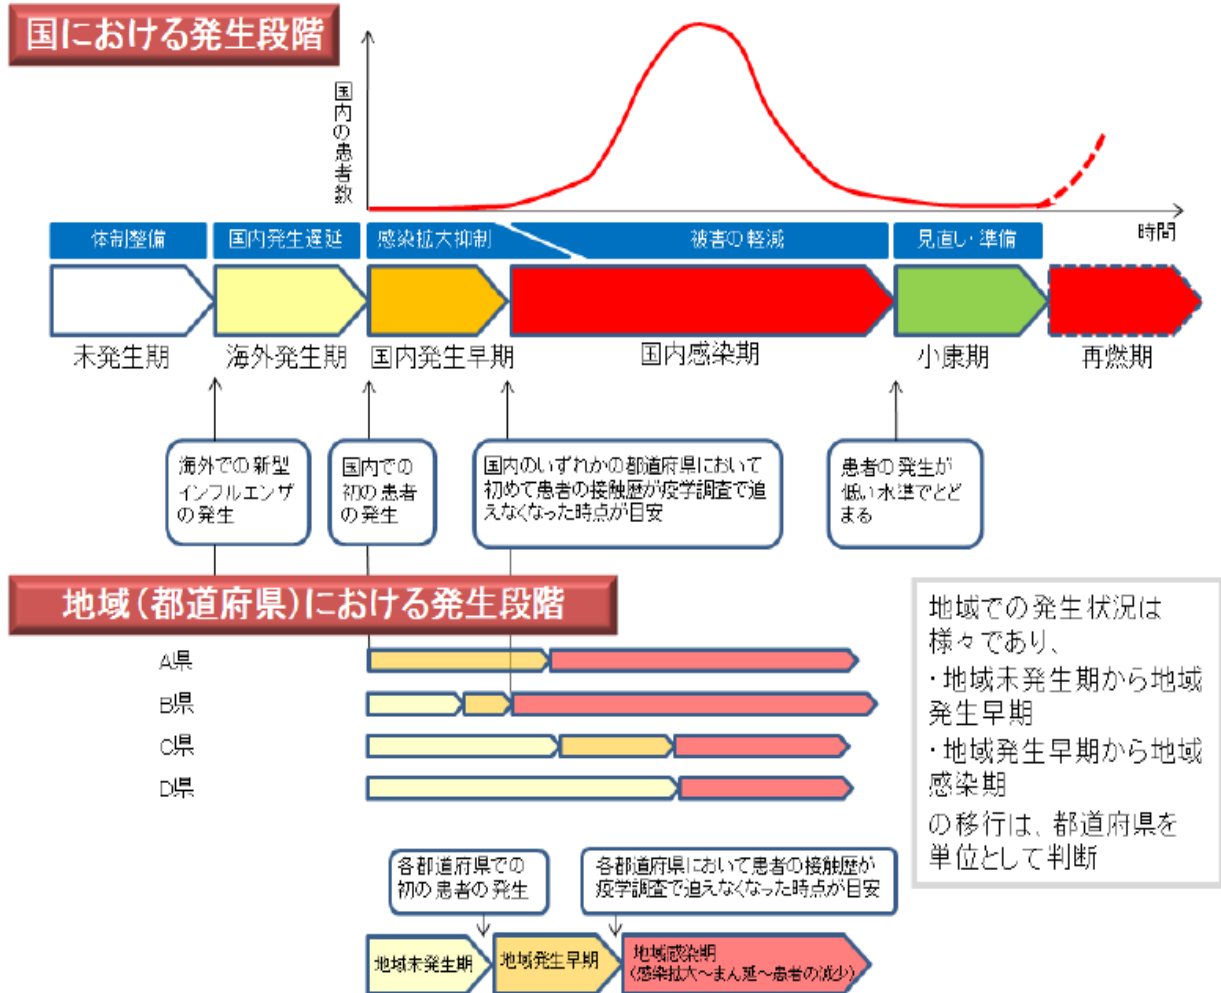 国における発生段階
国内の患者数
時間
体制整備
国内発生遅延
感染拡大抑制
被害の軽減
見直し・準備
未発生期
海外発生期
国内発生早期
国内感染期
小康期
再燃期
海外での新型
インフルエンザ
の発生
国内での
初の患者
の発生
国内のいずれかの都道府県において
初めて患者の接触歴が疫学調査で追
えなくなった時点が目安
患者の発生が
低い水準でとど
まる
地域(都道府県)における発生段階
A県
B県
C県
D県
地域での発生状況は
様々であり、
・地域未発生期から地域
発生早期
・地域発生早期から地域
感染期
の移行は、都道府県を
単位として判断
各都道府県での
初の患者の発生
各都道府県において患者の接触歴が
疫学調査で追えなくなった時点が目安
地域未発生期
地域発生早期
地域感染期
(感染拡大～まん延～患者の減少)